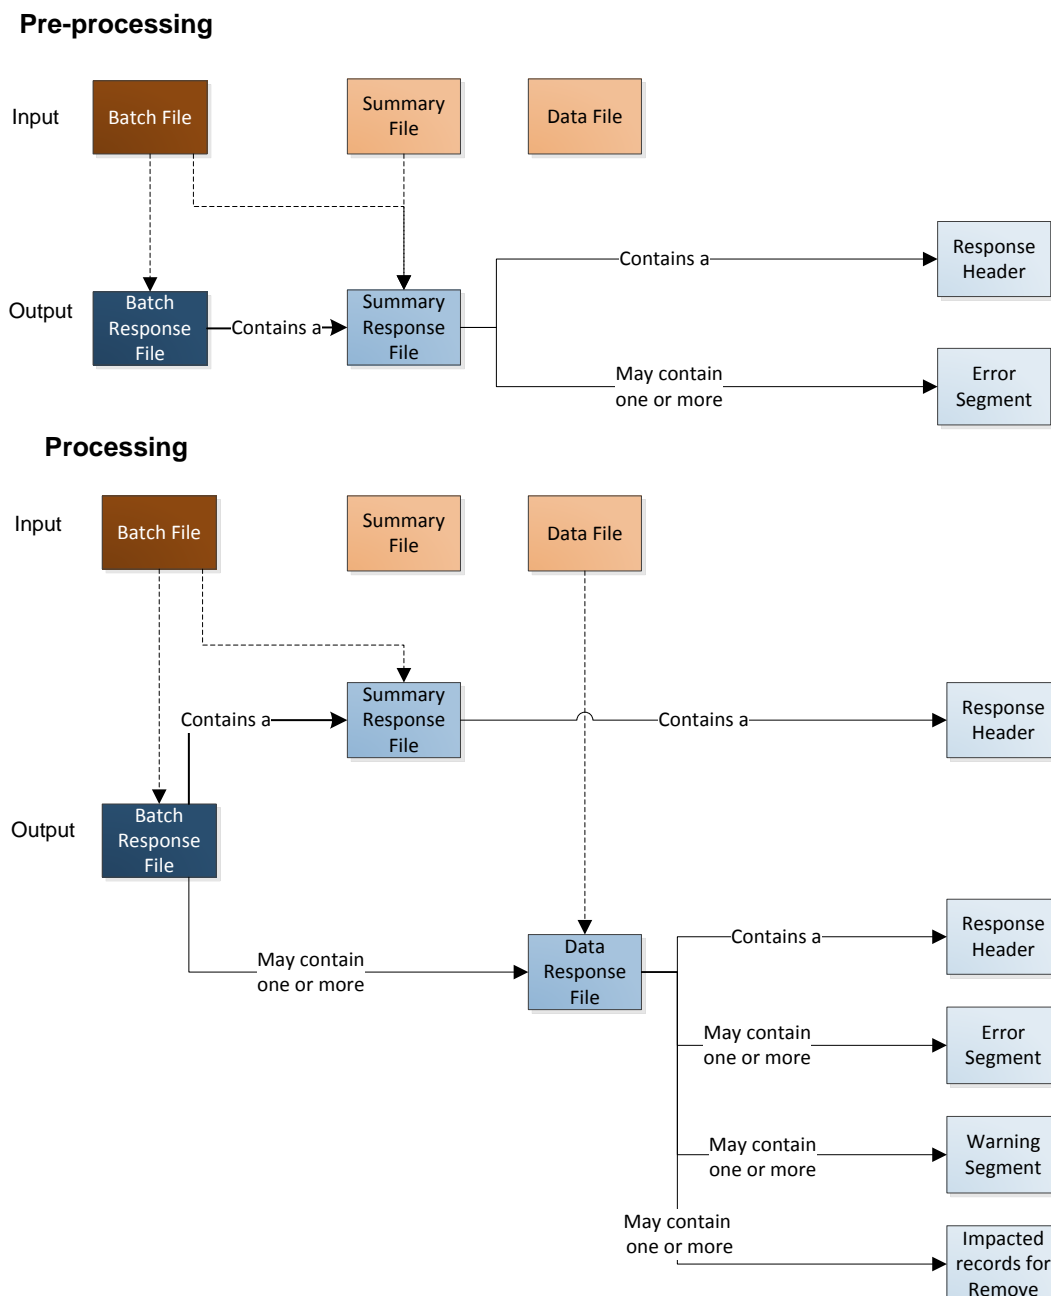 Pre-processing
Input
Batch File
Summary
File
Data File
Contains a
Response
Header
Output
Batch
Response
File
Contains a
Summary
Response
File
May contain
one or more
Error
Segment
Processing
Input
Batch File
Summary
File
Data File
Contains a
Summary
Response
File
Contains a
Response
Header
Output
Batch
Response
File
May contain
one or more
Data
Response
File
Contains a
Response
Header
May contain
one or more
Error
Segment
May contain
one or more
Warning
Segment
May contain
one or more
Impacted
records for
Remove